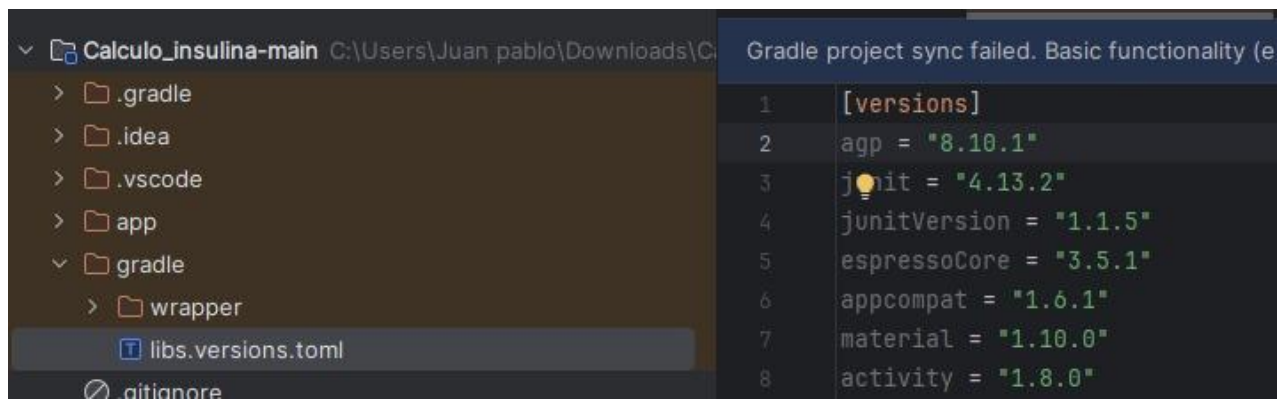 Calculo_insulina-main C:\Users\Juan pablo\Downloads\C
.gradle
.idea
.vscode
app
gradle
wrapper
libs.versions.toml
.gitignore
Gradle project sync failed. Basic functionality (e
1 [versions]
2 agp = "8.10.1"
3 junit = "4.13.2"
4 junitVersion = "1.1.5"
5 espressoCore = "3.5.1"
6 appcompat = "1.6.1"
7 material = "1.10.0"
8 activity = "1.8.0"